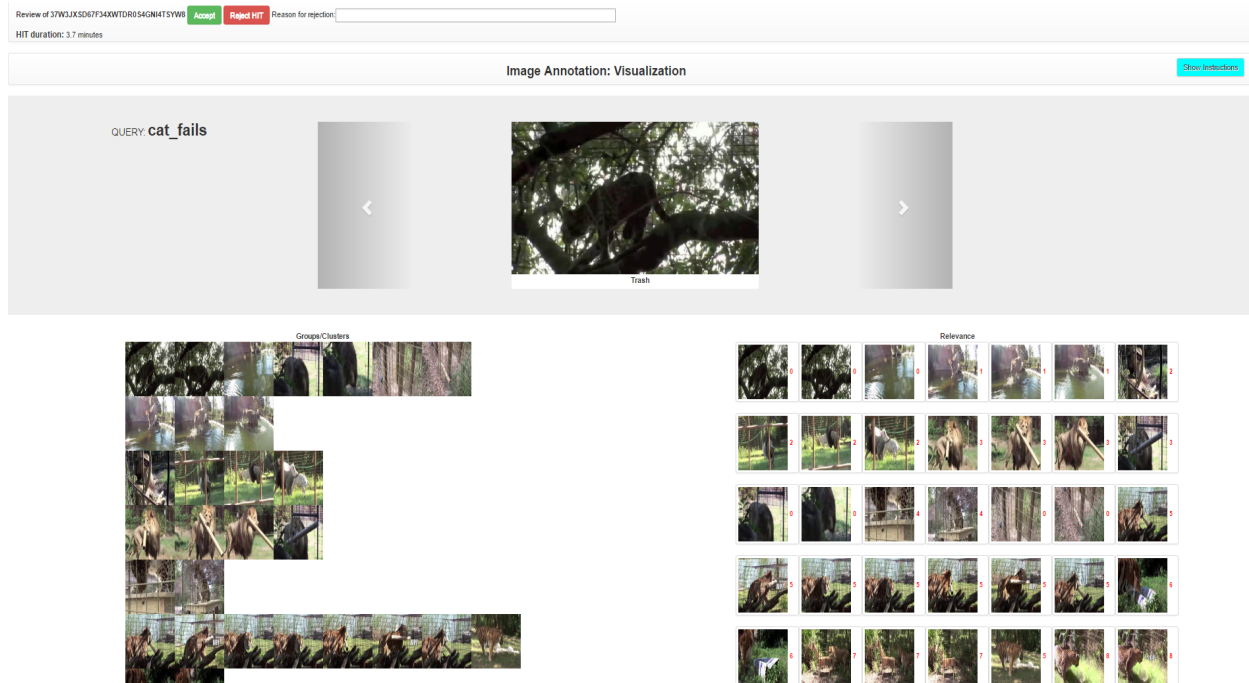 Review of 37W3JXSD67F34XWTDR0S4GNI4TSYW8 Accept Reject HIT Reason for rejection:
HIT duration: 3.7 minutes
Image Annotation: Visualization
Show Instructions
QUERY: cat_fails
Trash
Groups/Clusters
Relevance
0 0 0 1 1 1 2
2 2 2 3 3 3 3
0 0 4 4 0 0 5
5 5 5 5 5 5 6
6 7 7 7 5 8 8